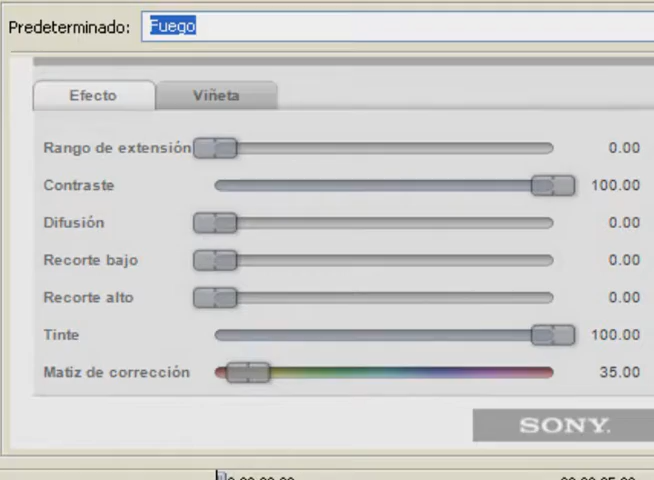 Predeterminado: Fuego
Efecto Viñeta
Rango de extensión 0.00
Contraste 100.00
Difusión 0.00
Recorte bajo 0.00
Recorte alto 0.00
Tinte 100.00
Matiz de corrección 35.00
SONY.